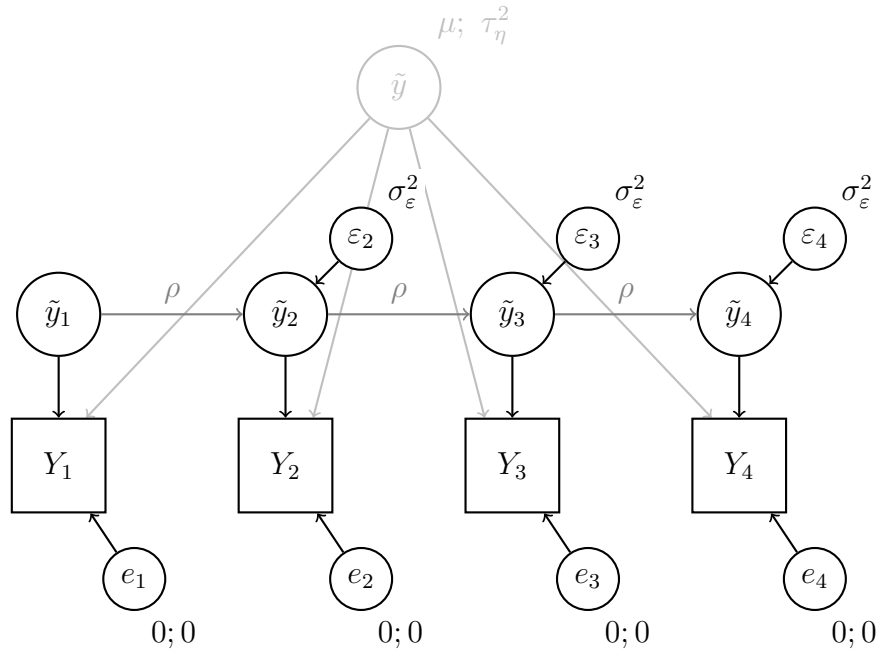 μ; τ²_η
ỹ
σ²_ε σ²_ε σ²_ε
ε₂ ε₃ ε₄
ρ ρ ρ
ỹ₁ ỹ₂ ỹ₃ ỹ₄
Y₁ Y₂ Y₃ Y₄
e₁ e₂ e₃ e₄
0; 0 0; 0 0; 0 0; 0